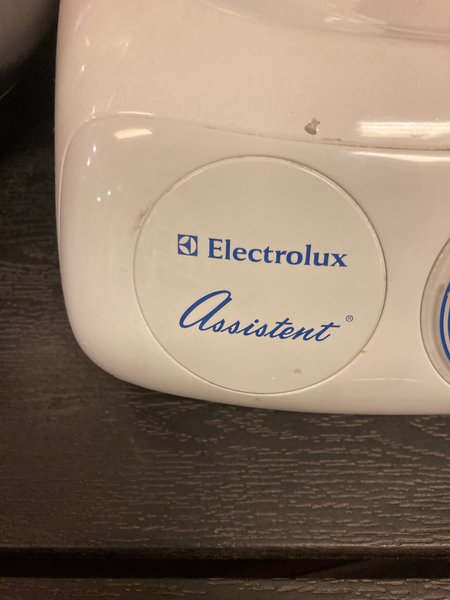 Electrolux
Assistent ®